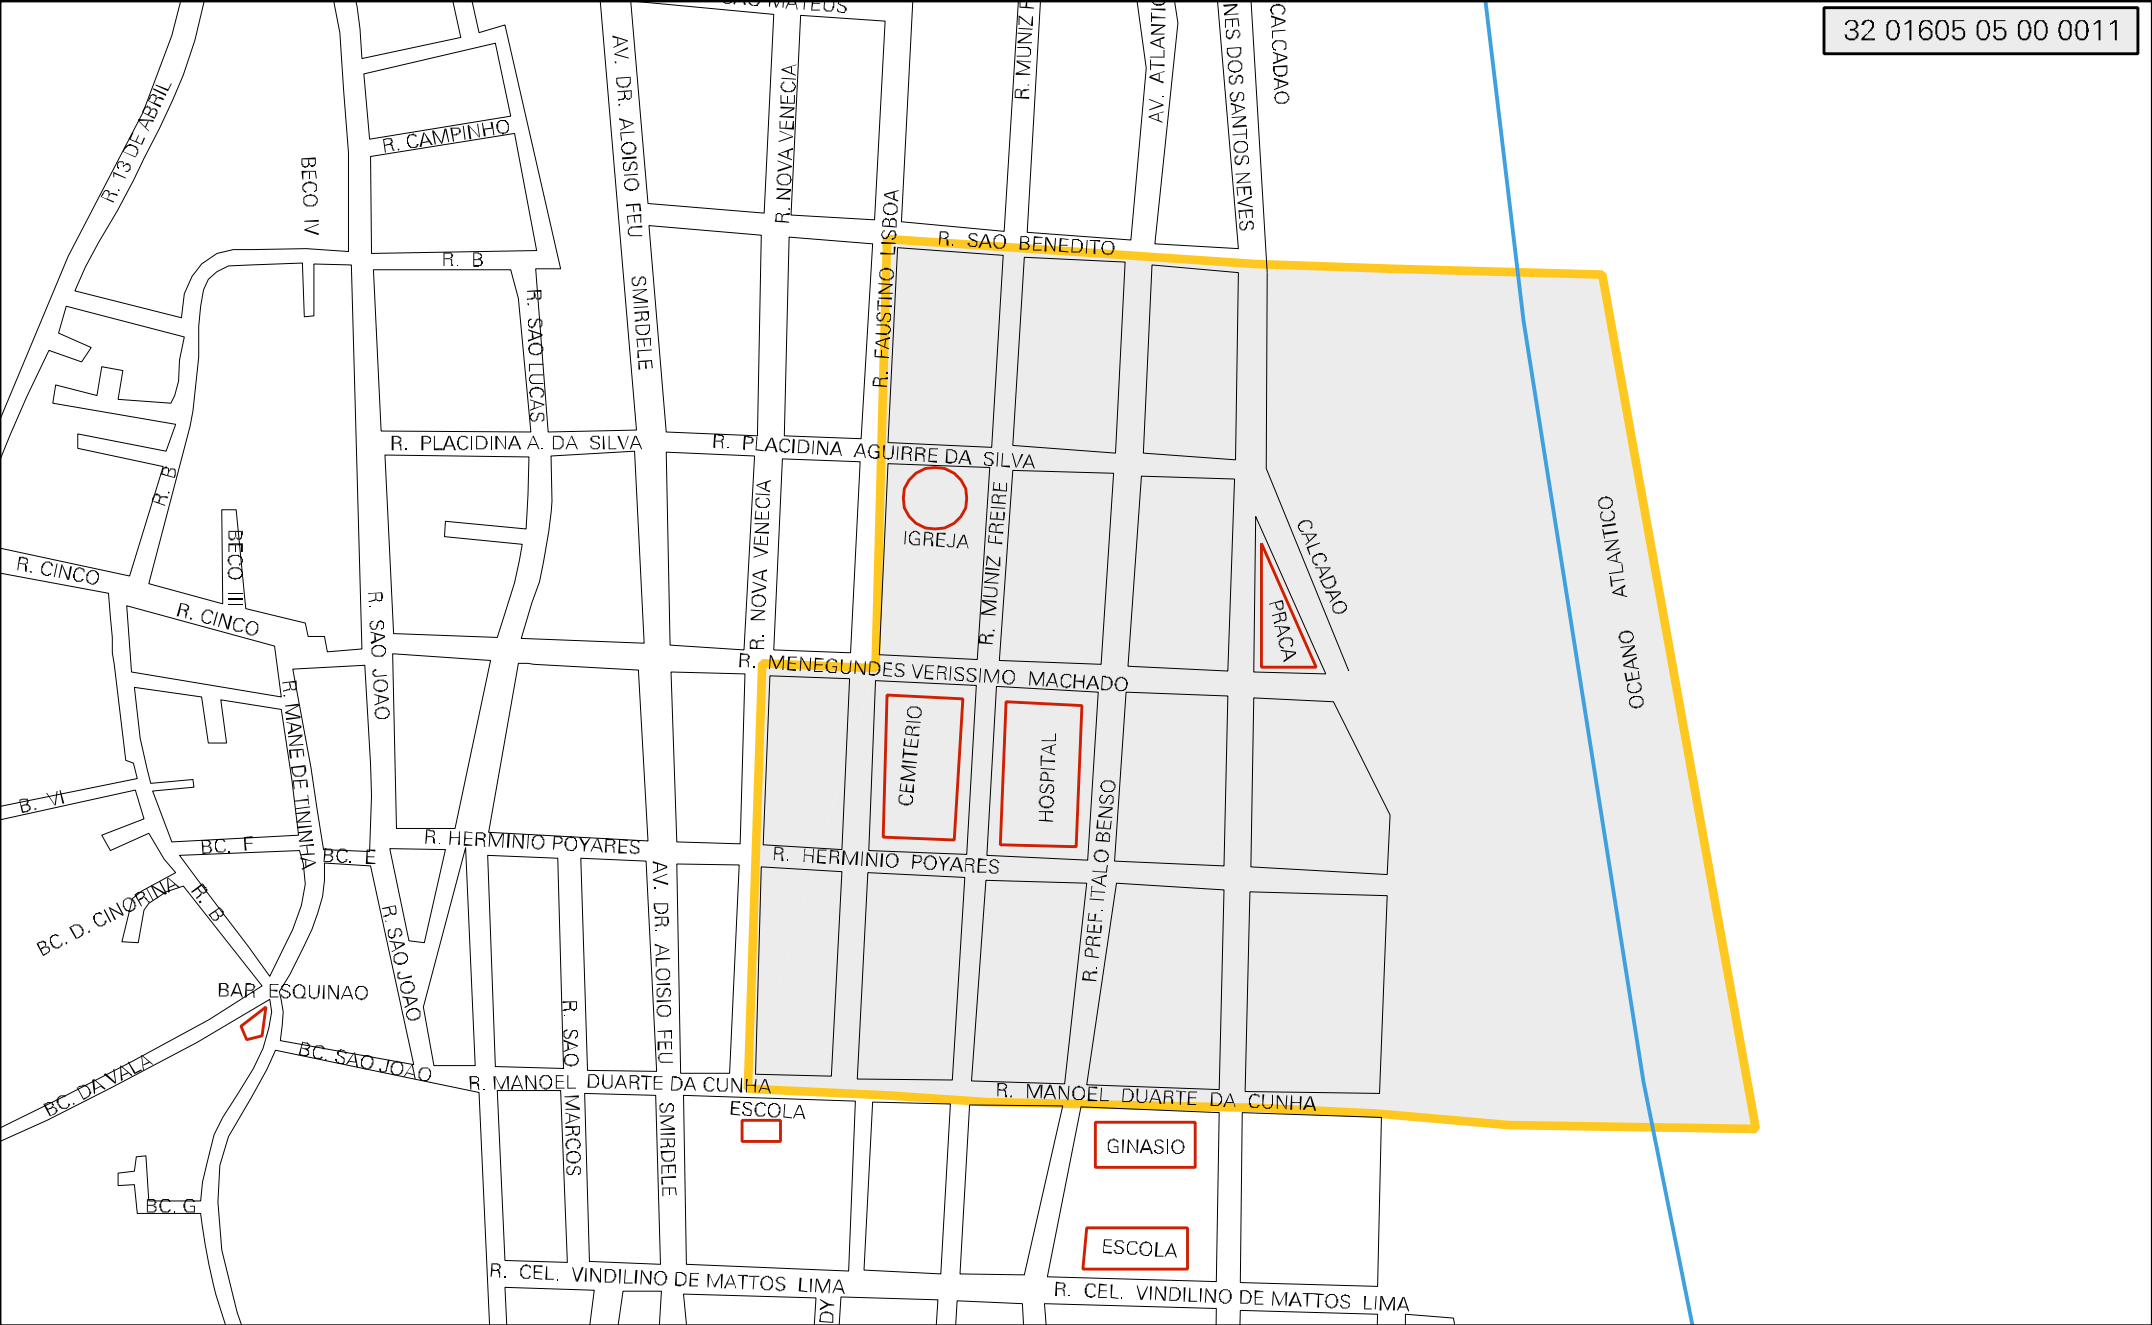 SAO MATEUS
32 01605 05 00 0011
R. 13 DE ABRIL
BECO IV
R. CAMPINHO
AV. DR. ALOISIO FEU SMIRDELE
R. NOVA VENECIA
R. MUNIZ F
AV. ATLANTIC
NES DOS SANTOS NEVES
CALCADAO
R. B
R. SAO LUCAS
R. FAUSTINO LISBOA
R. SAO BENEDITO
R. PLACIDINA A. DA SILVA
R. PLACIDINA AGUIRRE DA SILVA
R. B
IGREJA
R. NOVA VENECIA
R. MUNIZ FREIRE
CALCADAO
OCEANO ATLANTICO
R. CINCO
BECO III
R. CINCO
R. SAO JOAO
PRACA
R. MENEGUNDES VERISSIMO MACHADO
R. MANE DE TININHA
CEMITERIO
HOSPITAL
R. PREF. ITALO BENSO
B. VI
BC. F
BC. E
R. HERMINIO POYARES
R. HERMINIO POYARES
BC. D. CINORINA
R. B
R. SAO JOAO
AV. DR. ALOISIO FEU SMIRDELE
BAR ESQUINAO
R. SAO MARCOS
BC. DA VALA
BC. SAO JOAO
R. MANOEL DUARTE DA CUNHA
R. MANOEL DUARTE DA CUNHA
ESCOLA
GINASIO
BC. G
ESCOLA
R. CEL. VINDILINO DE MATTOS LIMA
R. CEL. VINDILINO DE MATTOS LIMA
DY